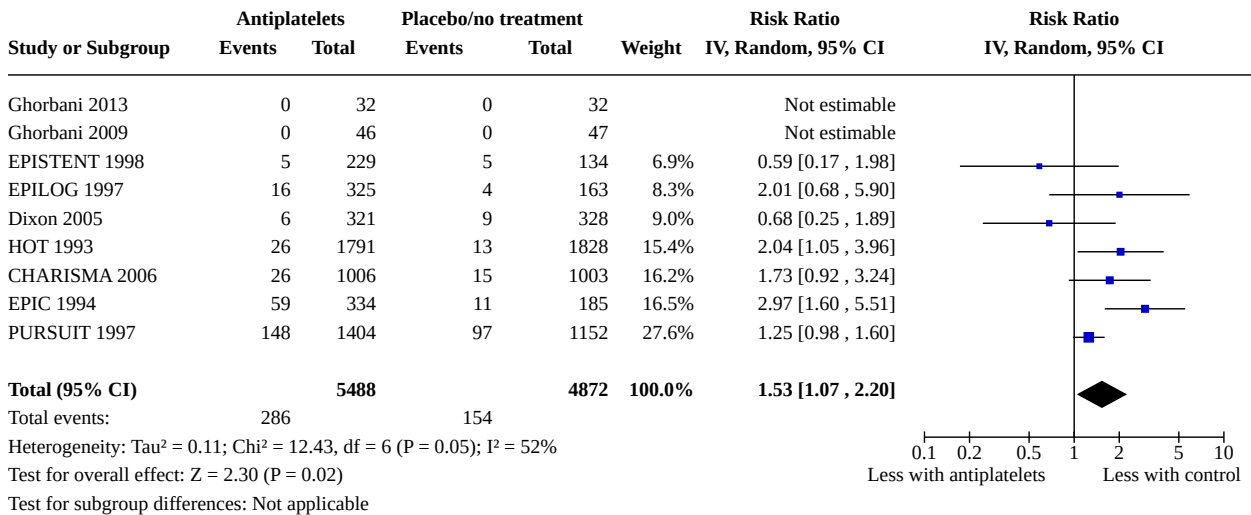 Antiplatelets Placebo/no treatment Risk Ratio Risk Ratio
Study or Subgroup Events Total Events Total Weight IV, Random, 95% CI IV, Random, 95% CI
Ghorbani 2013 0 32 0 32 Not estimable
Ghorbani 2009 0 46 0 47 Not estimable
EPISTENT 1998 5 229 5 134 6.9% 0.59 [0.17 , 1.98]
EPILOG 1997 16 325 4 163 8.3% 2.01 [0.68 , 5.90]
Dixon 2005 6 321 9 328 9.0% 0.68 [0.25 , 1.89]
HOT 1993 26 1791 13 1828 15.4% 2.04 [1.05 , 3.96]
CHARISMA 2006 26 1006 15 1003 16.2% 1.73 [0.92 , 3.24]
EPIC 1994 59 334 11 185 16.5% 2.97 [1.60 , 5.51]
PURSUIT 1997 148 1404 97 1152 27.6% 1.25 [0.98 , 1.60]
Total (95% CI) 5488 4872 100.0% 1.53 [1.07 , 2.20]
Total events: 286 154
Heterogeneity: Tau² = 0.11; Chi² = 12.43, df = 6 (P = 0.05); I² = 52%
0.1 0.2 0.5 1 2 5 10
Test for overall effect: Z = 2.30 (P = 0.02)
Less with antiplatelets Less with control
Test for subgroup differences: Not applicable